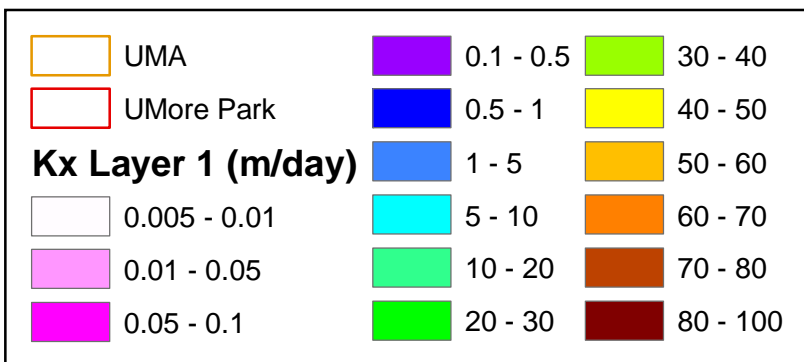 UMA
UMore Park
Kx Layer 1 (m/day)
0.005 - 0.01
0.01 - 0.05
0.05 - 0.1
0.1 - 0.5
0.5 - 1
1 - 5
5 - 10
10 - 20
20 - 30
30 - 40
40 - 50
50 - 60
60 - 70
70 - 80
80 - 100